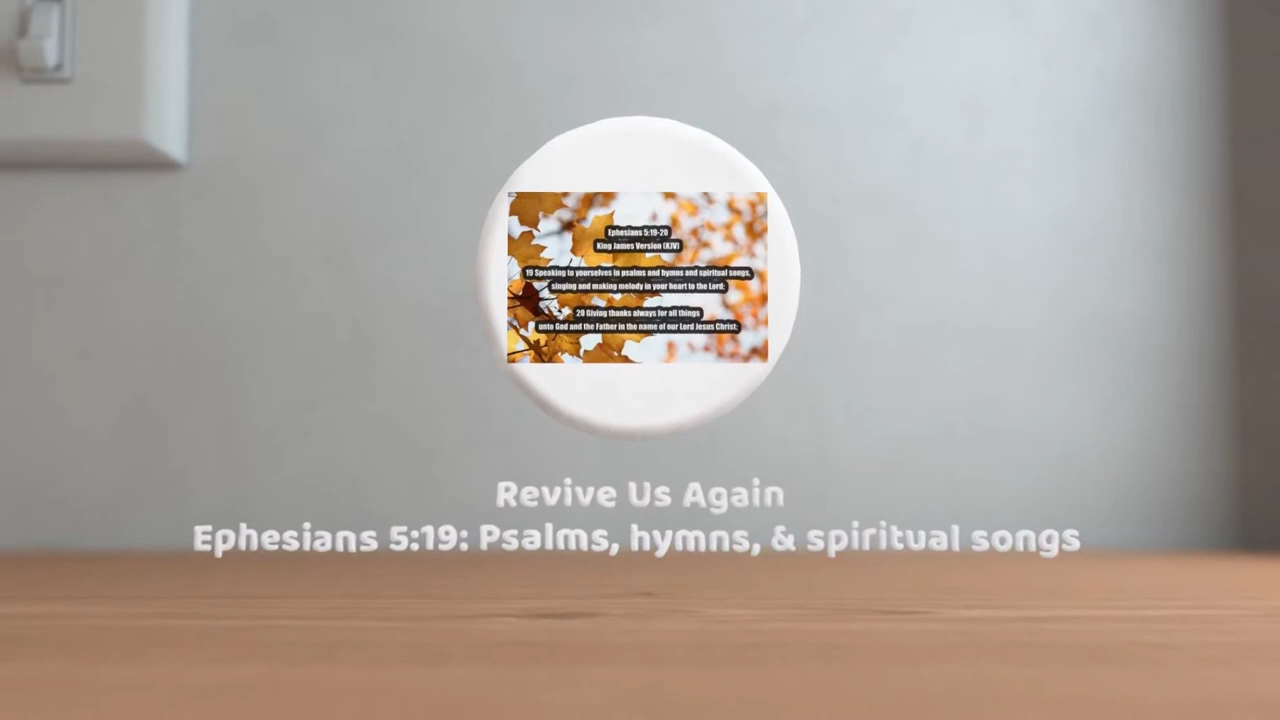 Ephesians 5:19-20
King James Version (KJV)
19 Speaking to yourselves in psalms and hymns and spiritual songs,
singing and making melody in your heart to the Lord;
20 Giving thanks always for all things
unto God and the Father in the name of our Lord Jesus Christ;
Revive Us Again
Ephesians 5:19: Psalms, hymns, & spiritual songs